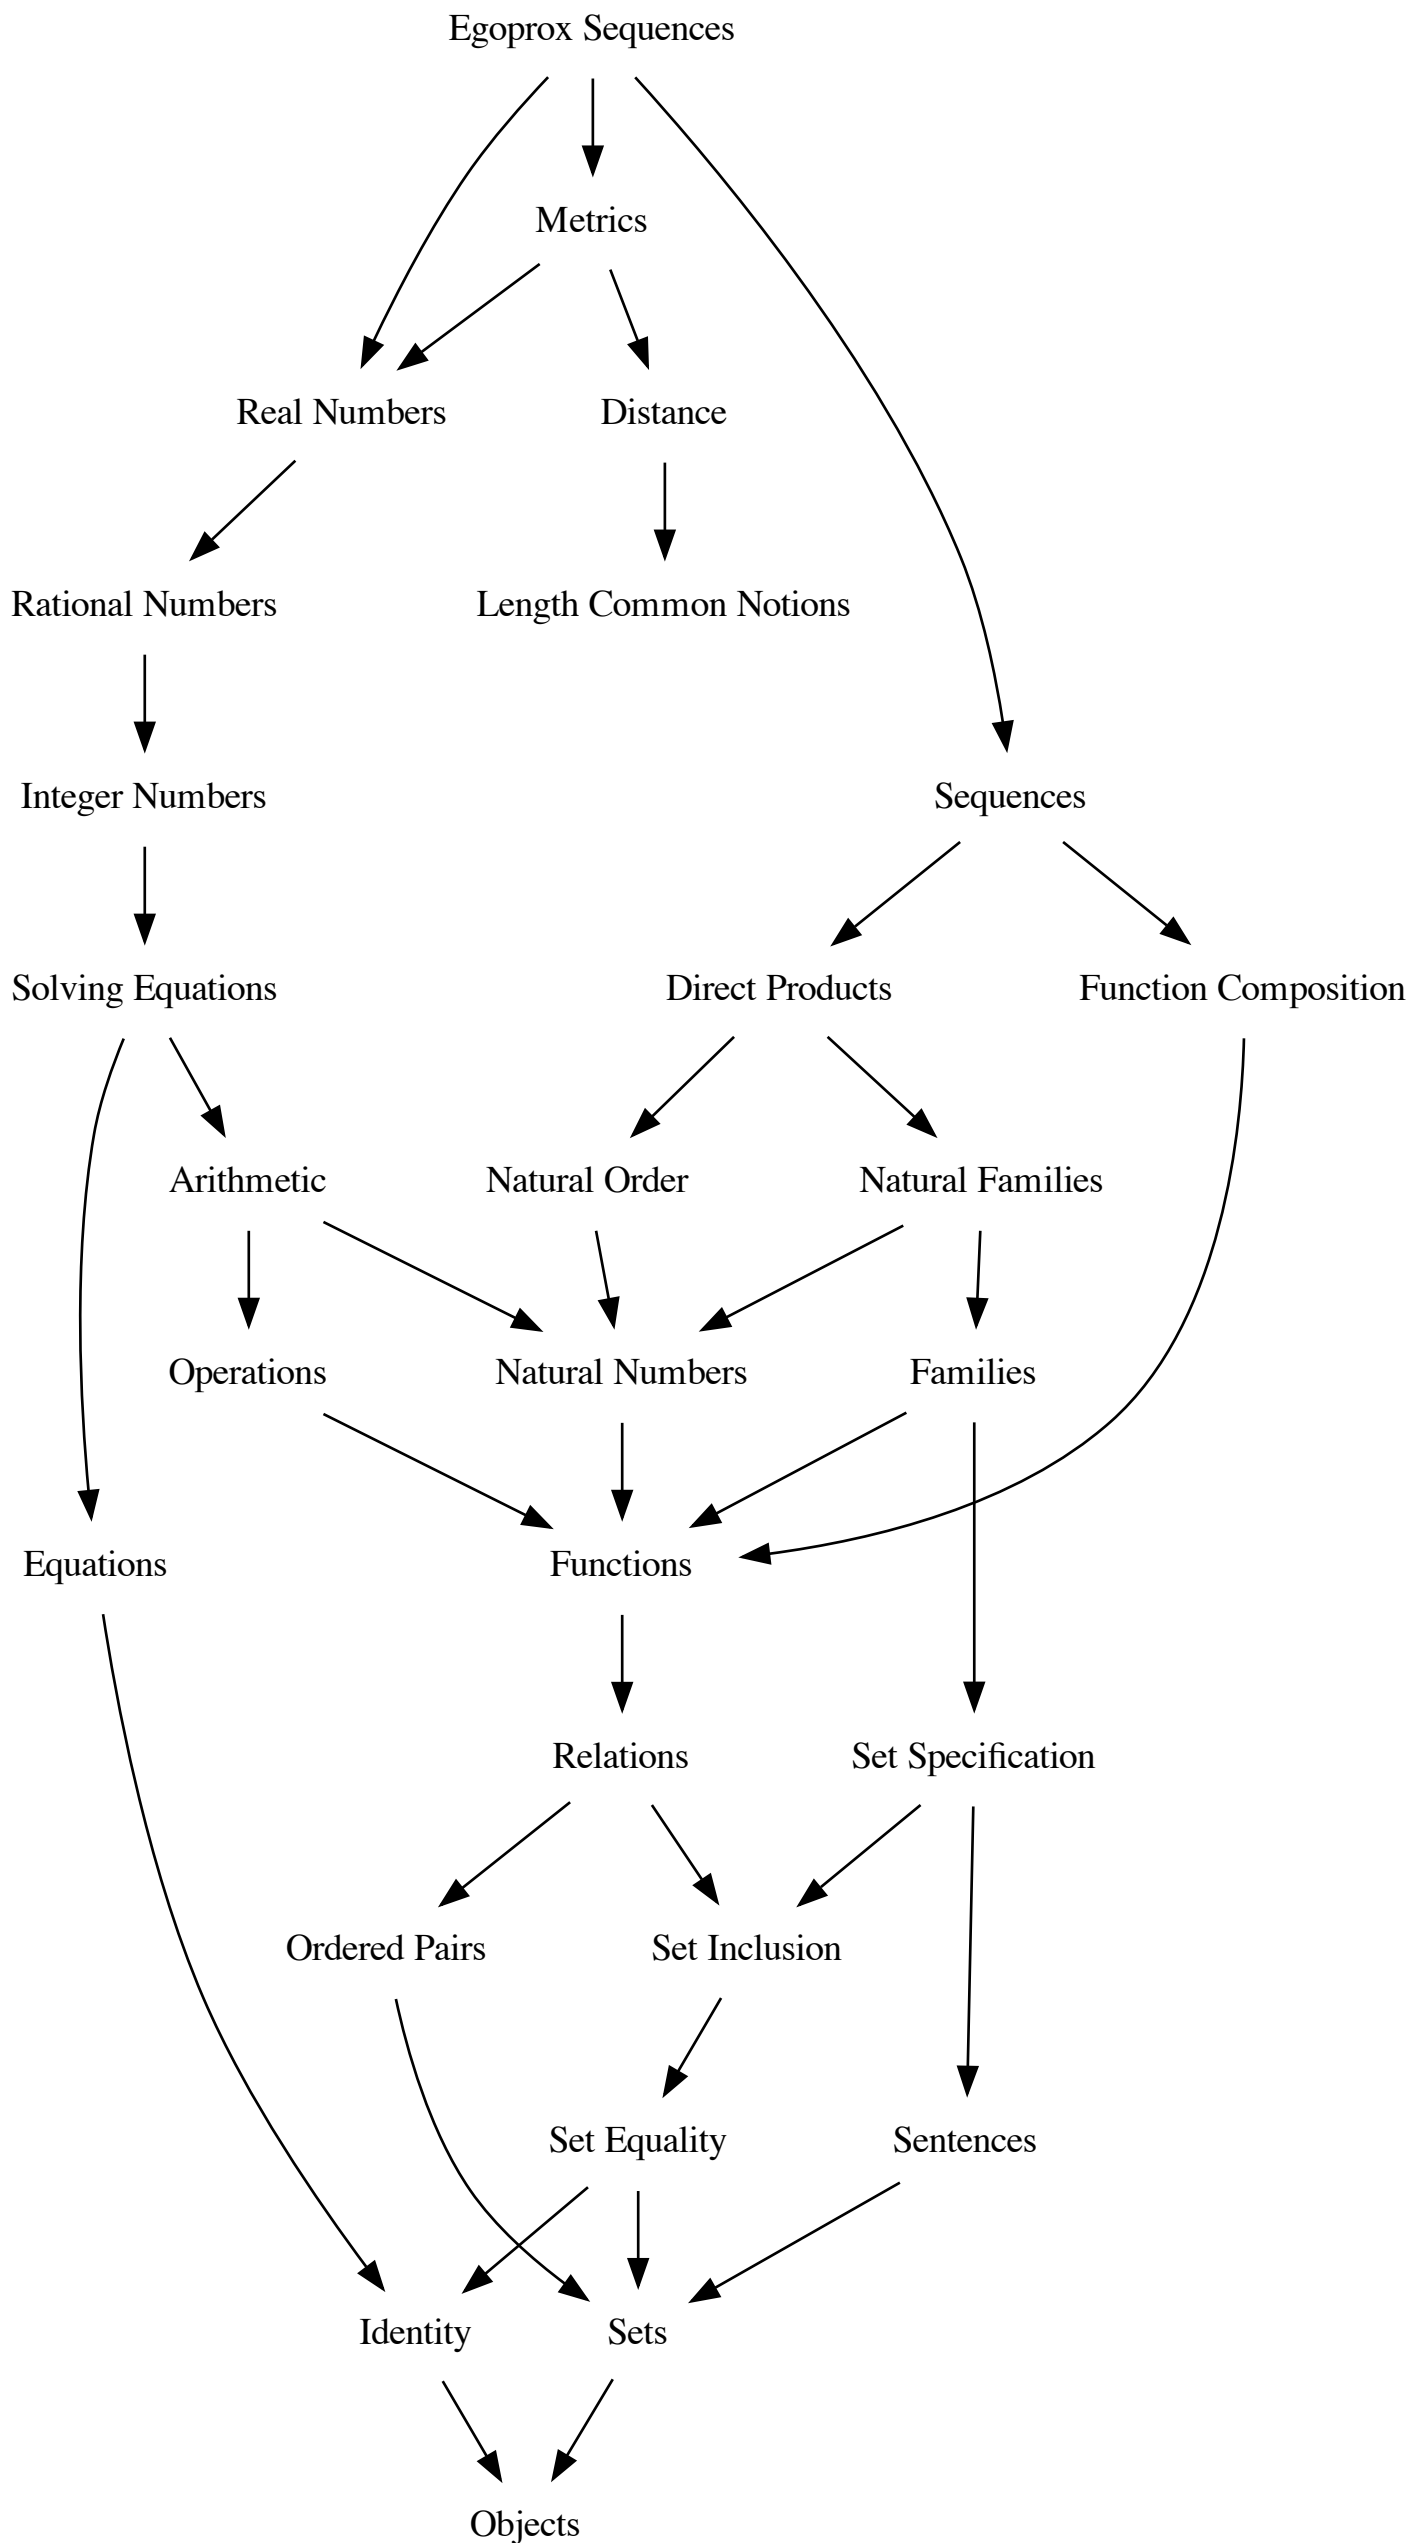 Egoprox Sequences
Metrics
Real Numbers
Distance
Rational Numbers
Length Common Notions
Integer Numbers
Sequences
Solving Equations
Direct Products
Function Composition
Arithmetic
Natural Order
Natural Families
Operations
Natural Numbers
Families
Equations
Functions
Relations
Set Specification
Ordered Pairs
Set Inclusion
Set Equality
Sentences
Identity
Sets
Objects